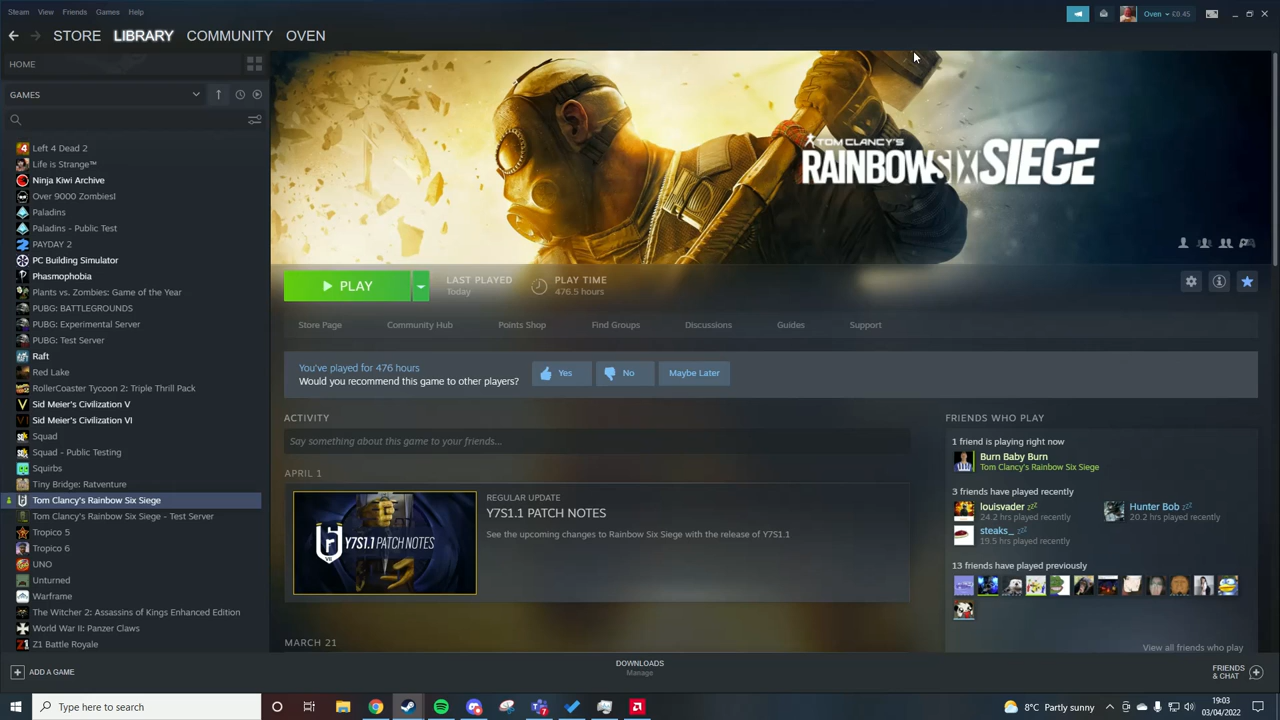 Steam View Friends Games Help
Oven £0.45
STORE LIBRARY COMMUNITY OVEN
HOME
GAMES
Left 4 Dead 2
Life is Strange™
Ninja Kiwi Archive
Over 9000 Zombies!
Paladins
Paladins - Public Test
PAYDAY 2
PC Building Simulator
Phasmophobia
Plants vs. Zombies: Game of the Year
PUBG: BATTLEGROUNDS
PUBG: Experimental Server
PUBG: Test Server
Raft
Red Lake
RollerCoaster Tycoon 2: Triple Thrill Pack
Sid Meier's Civilization V
Sid Meier's Civilization VI
Squad
Squad - Public Testing
Squirbs
Tiny Bridge: Ratventure
Tom Clancy's Rainbow Six Siege
Tom Clancy's Rainbow Six Siege - Test Server
Tropico 5
Tropico 6
UNO
Unturned
Warframe
The Witcher 2: Assassins of Kings Enhanced Edition
World War II: Panzer Claws
Z1 Battle Royale
ADD A GAME
TOM CLANCY'S
RAINBOW SIX SIEGE
PLAY
LAST PLAYED
Today
PLAY TIME
476.5 hours
Store Page Community Hub Points Shop Find Groups Discussions Guides Support
You've played for 476 hours
Would you recommend this game to other players?
Yes No Maybe Later
ACTIVITY
Say something about this game to your friends...
APRIL 1
Y7S1.1 PATCH NOTES
REGULAR UPDATE
Y7S1.1 PATCH NOTES
See the upcoming changes to Rainbow Six Siege with the release of Y7S1.1
MARCH 21
FRIENDS WHO PLAY
1 friend is playing right now
Burn Baby Burn
Tom Clancy's Rainbow Six Siege
3 friends have played recently
louisvader zzz
24.2 hrs played recently
Hunter Bob zzz
20.2 hrs played recently
steaks_ zzz
19.5 hrs played recently
13 friends have played previously
View all friends who play
DOWNLOADS
Manage
FRIENDS
& CHAT
Type here to search
8°C Partly sunny
19:03
03/04/2022